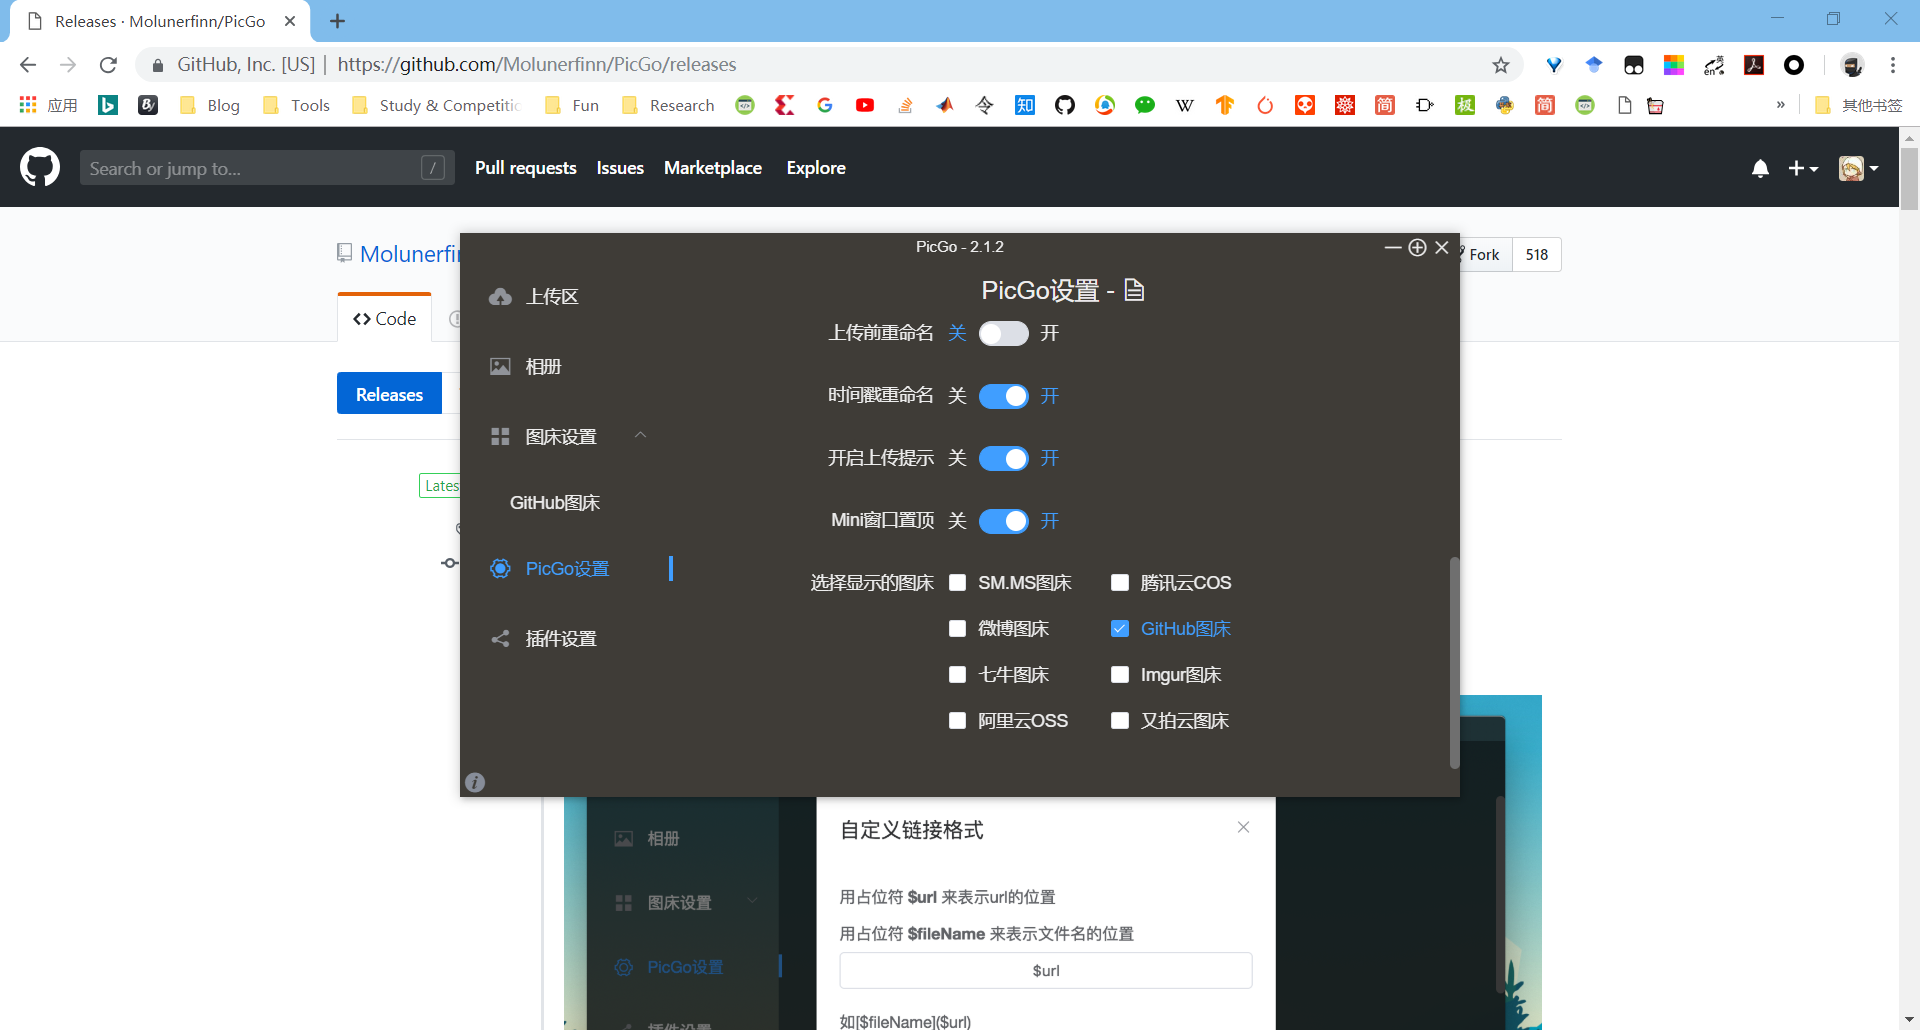 Releases · Molunerfinn/PicGo
GitHub, Inc. [US] | https://github.com/Molunerfinn/PicGo/releases
应用
Blog
Tools
Study & Competitic
Fun
Research
»
其他书签
Search or jump to...
/
Pull requests
Issues
Marketplace
Explore
Molunerfin
Fork
518
Code
Releases
Lates
PicGo - 2.1.2
上传区
相册
图床设置
GitHub图床
PicGo设置
插件设置
PicGo设置 -
上传前重命名 关 开
时间戳重命名 关 开
开启上传提示 关 开
Mini窗口置顶 关 开
选择显示的图床 SM.MS图床 腾讯云COS
微博图床 GitHub图床
七牛图床 Imgur图床
阿里云OSS 又拍云图床
相册
图床设置
PicGo设置
插件设置
自定义链接格式
用占位符 $url 来表示url的位置
用占位符 $fileName 来表示文件名的位置
$url
如[$fileName]($url)